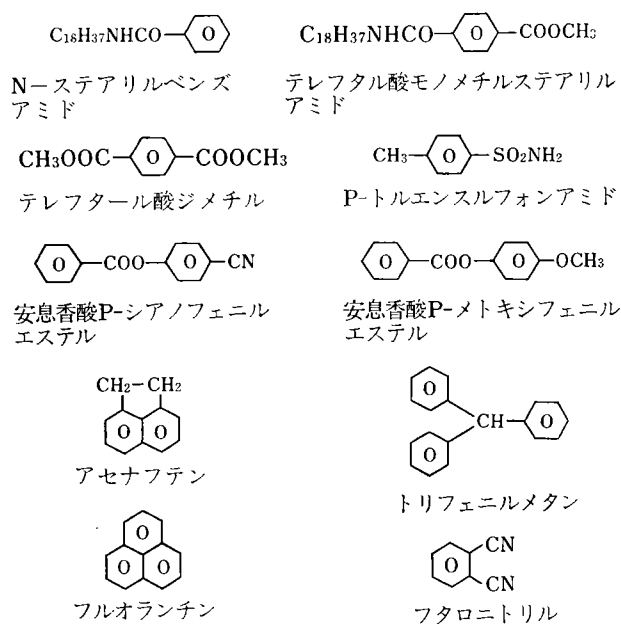 C₁₈H₃₇NHCO O
C₁₈H₃₇NHCO O COOCH₃
N−ステアリルベンズ
アミド
テレフタル酸モノメチルステアリル
アミド
CH₃OOC O COOCH₃
CH₃ O SO₂NH₂
テレフタール酸ジメチル
P-トルエンスルフォンアミド
O COO O CN
O COO O OCH₃
安息香酸P-シアノフェニル
エステル
安息香酸P-メトキシフェニル
エステル
CH₂−CH₂
O O
アセナフテン
O
CH O
O
トリフェニルメタン
O
O O
フルオランチン
CN
O
CN
フタロニトリル